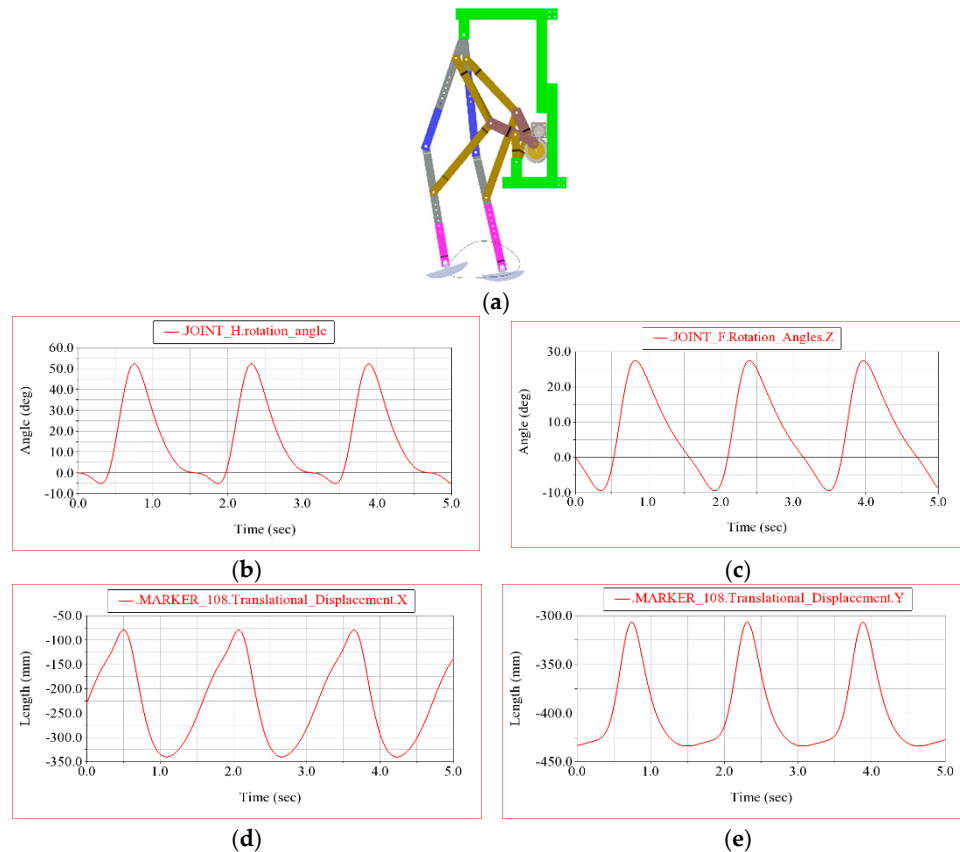 (a)
.JOINT_H.rotation_angle
60.0
50.0
40.0
30.0
20.0
10.0
0.0
-10.0
Angle (deg)
0.0 1.0 2.0 3.0 4.0 5.0
Time (sec)
(b)
.JOINT_F.Rotation_Angles.Z
30.0
20.0
10.0
0.0
-10.0
Angle (deg)
0.0 1.0 2.0 3.0 4.0 5.0
Time (sec)
(c)
.MARKER_108.Translational_Displacement.X
-50.0
-100.0
-150.0
-200.0
-250.0
-300.0
-350.0
Length (mm)
0.0 1.0 2.0 3.0 4.0 5.0
Time (sec)
(d)
.MARKER_108.Translational_Displacement.Y
-300.0
-350.0
-400.0
-450.0
Length (mm)
0.0 1.0 2.0 3.0 4.0 5.0
Time (sec)
(e)